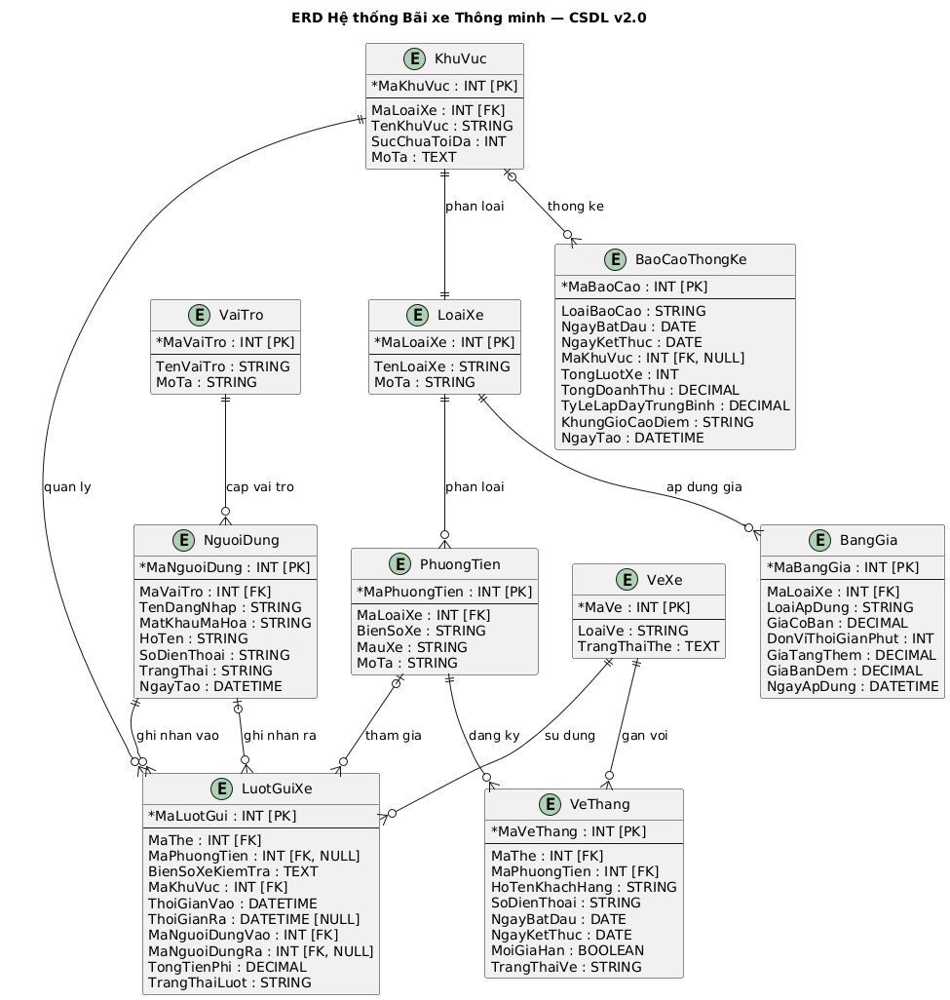 ERD Hệ thống Bãi xe Thông minh — CSDL v2.0
E KhuVuc
*MaKhuVuc : INT [PK]
MaLoaiXe : INT [FK]
TenKhuVuc : STRING
SucChuaToiDa : INT
MoTa : TEXT
phan loai
thong ke
E BaoCaoThongKe
*MaBaoCao : INT [PK]
LoaiBaoCao : STRING
NgayBatDau : DATE
NgayKetThuc : DATE
MaKhuVuc : INT [FK, NULL]
TongLuotXe : INT
TongDoanhThu : DECIMAL
TyLeLapDayTrungBinh : DECIMAL
KhungGioCaoDiem : STRING
NgayTao : DATETIME
E VaiTro
*MaVaiTro : INT [PK]
TenVaiTro : STRING
MoTa : STRING
E LoaiXe
*MaLoaiXe : INT [PK]
TenLoaiXe : STRING
MoTa : STRING
quan ly
cap vai tro
phan loai
ap dung gia
E NguoiDung
*MaNguoiDung : INT [PK]
MaVaiTro : INT [FK]
TenDangNhap : STRING
MatKhauMaHoa : STRING
HoTen : STRING
SoDienThoai : STRING
TrangThai : STRING
NgayTao : DATETIME
E PhuongTien
*MaPhuongTien : INT [PK]
MaLoaiXe : INT [FK]
BienSoXe : STRING
MauXe : STRING
MoTa : STRING
E VeXe
*MaVe : INT [PK]
LoaiVe : STRING
TrangThaiThe : TEXT
E BangGia
*MaBangGia : INT [PK]
MaLoaiXe : INT [FK]
LoaiApDung : STRING
GiaCoBan : DECIMAL
DonViThoiGianPhut : INT
GiaTangThem : DECIMAL
GiaBanDem : DECIMAL
NgayApDung : DATETIME
ghi nhan vao
ghi nhan ra
tham gia
dang ky
su dung
gan voi
E LuotGuiXe
*MaLuotGui : INT [PK]
MaThe : INT [FK]
MaPhuongTien : INT [FK, NULL]
BienSoXeKiemTra : TEXT
MaKhuVuc : INT [FK]
ThoiGianVao : DATETIME
ThoiGianRa : DATETIME [NULL]
MaNguoiDungVao : INT [FK]
MaNguoiDungRa : INT [FK, NULL]
TongTienPhi : DECIMAL
TrangThaiLuot : STRING
E VeThang
*MaVeThang : INT [PK]
MaThe : INT [FK]
MaPhuongTien : INT [FK]
HoTenKhachHang : STRING
SoDienThoai : STRING
NgayBatDau : DATE
NgayKetThuc : DATE
MoiGiaHan : BOOLEAN
TrangThaiVe : STRING